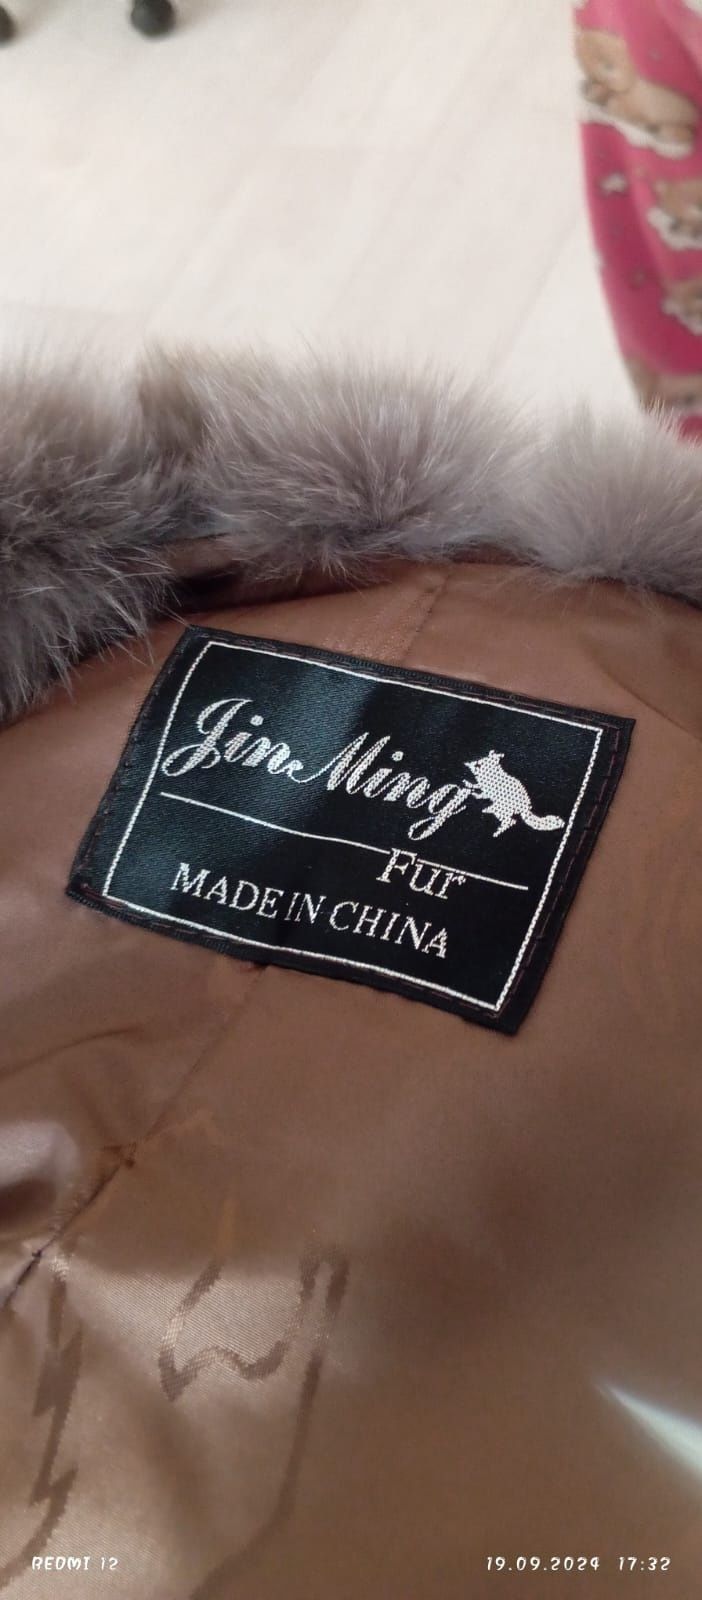 Jin Ming
Fur
MADE IN CHINA
REDMI 12
19.09.2024 17:32